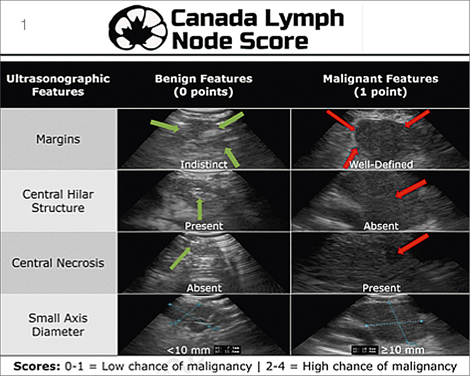 1
Canada Lymph
Node Score
Ultrasonographic
Features
Benign Features
(0 points)
Malignant Features
(1 point)
Margins
Indistinct
Well-Defined
Central Hilar
Structure
Present
Absent
Central Necrosis
Absent
Present
Small Axis
Diameter
<10 mm
≥10 mm
Scores: 0-1 = Low chance of malignancy | 2-4 = High chance of malignancy